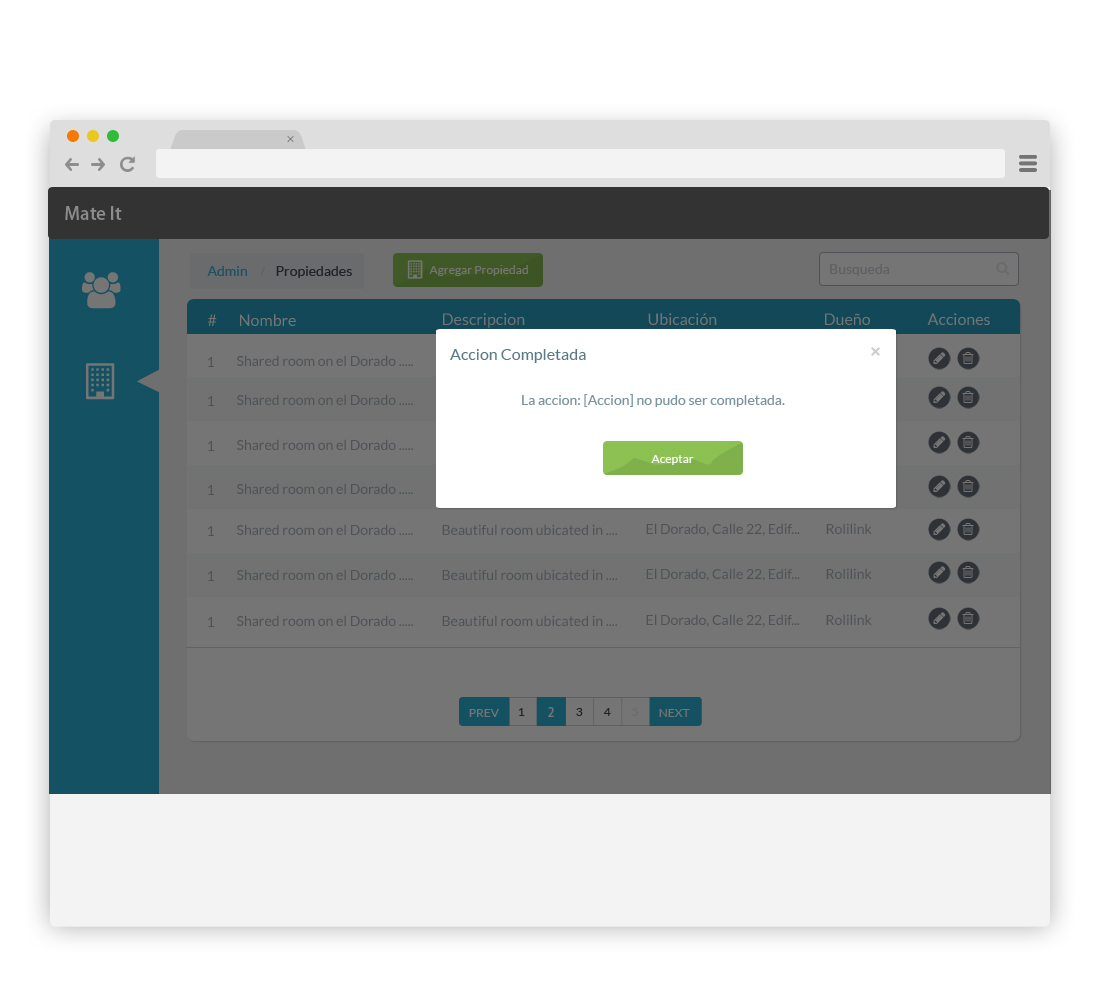 Mate It
Admin / Propiedades
Agregar Propiedad
Busqueda
# Nombre Descripcion Ubicación Dueño Acciones
Accion Completada ×
La accion: [Accion] no pudo ser completada.
Aceptar
1 Shared room on el Dorado .....
1 Shared room on el Dorado .....
1 Shared room on el Dorado .....
1 Shared room on el Dorado .....
1 Shared room on el Dorado ..... Beautiful room ubicated in .... El Dorado, Calle 22, Edif... Rolilink
1 Shared room on el Dorado ..... Beautiful room ubicated in .... El Dorado, Calle 22, Edif... Rolilink
1 Shared room on el Dorado ..... Beautiful room ubicated in .... El Dorado, Calle 22, Edif... Rolilink
PREV 1 2 3 4 5 NEXT